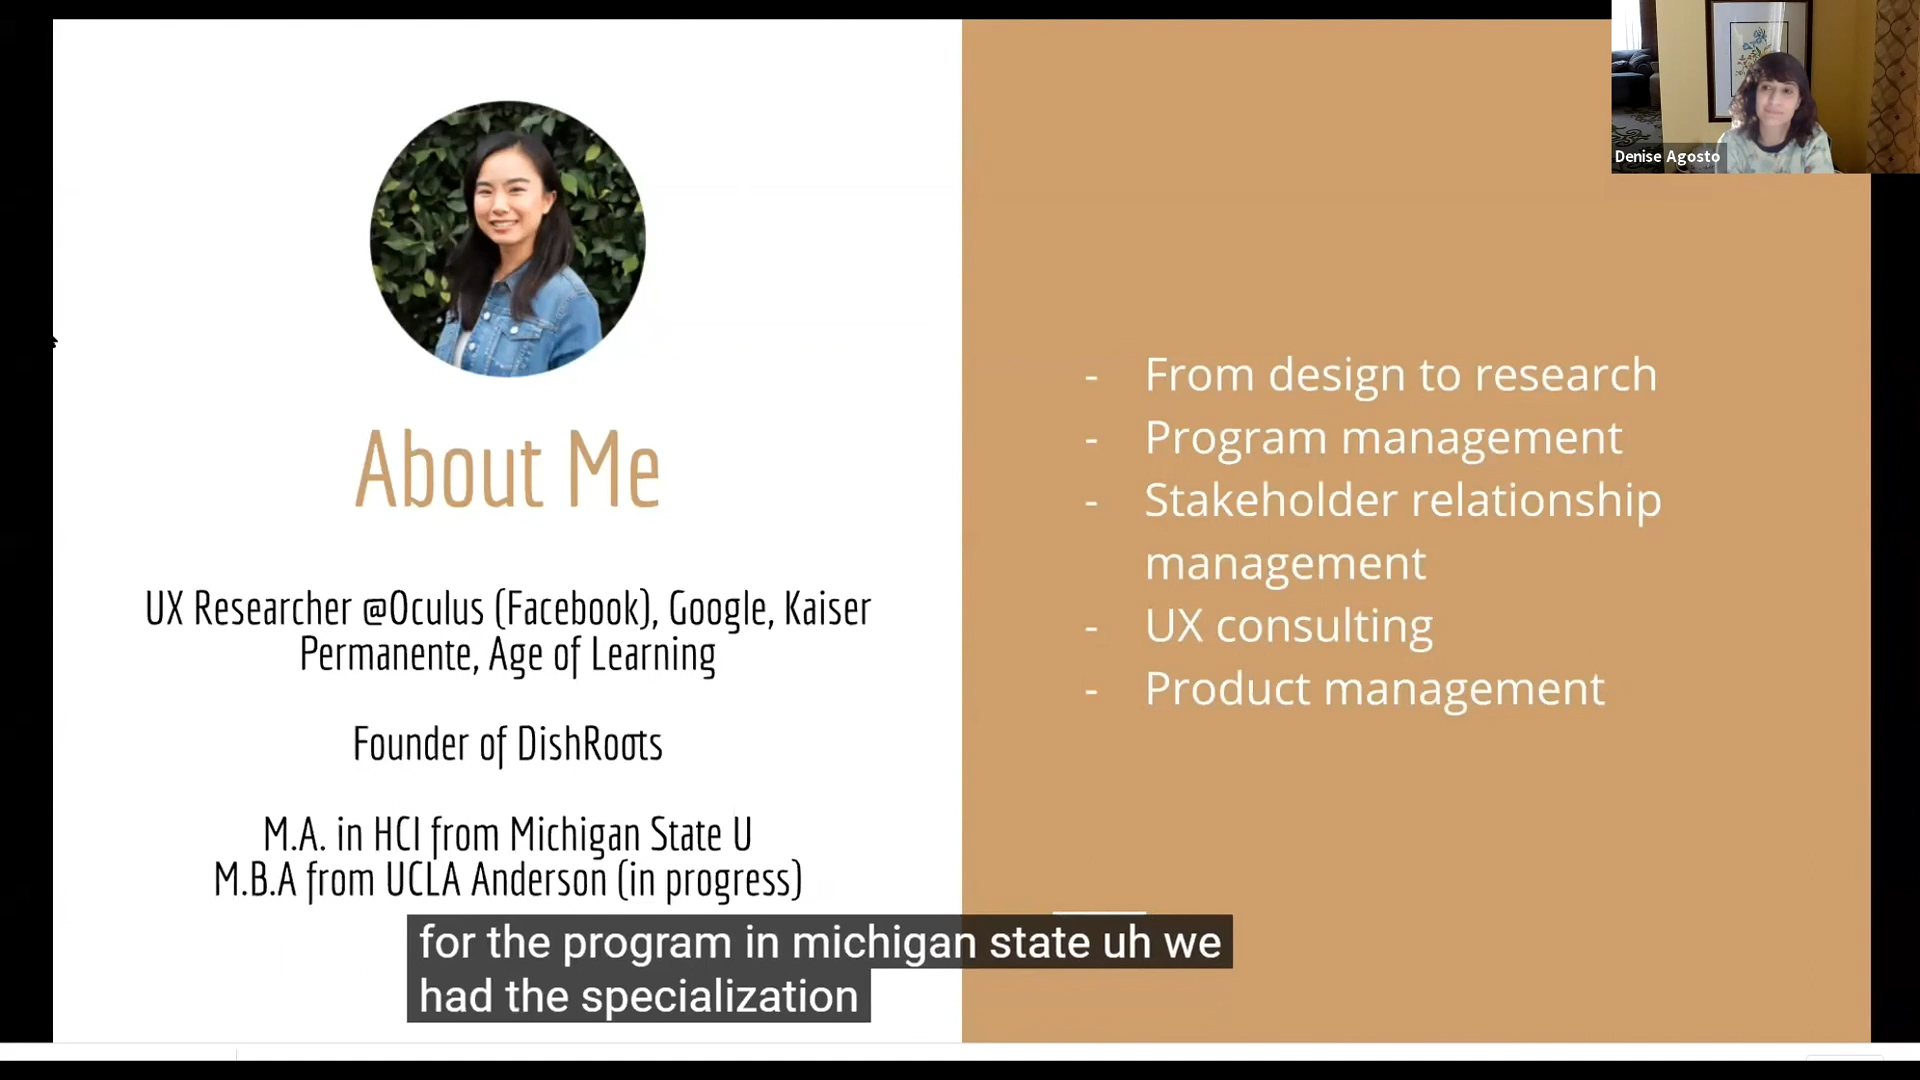 About Me
UX Researcher @Oculus (Facebook), Google, Kaiser
Permanente, Age of Learning
Founder of DishRoots
M.A. in HCI from Michigan State U
M.B.A from UCLA Anderson (in progress)
- From design to research
- Program management
- Stakeholder relationship
management
- UX consulting
- Product management
Denise Agosto
for the program in michigan state uh we
had the specialization